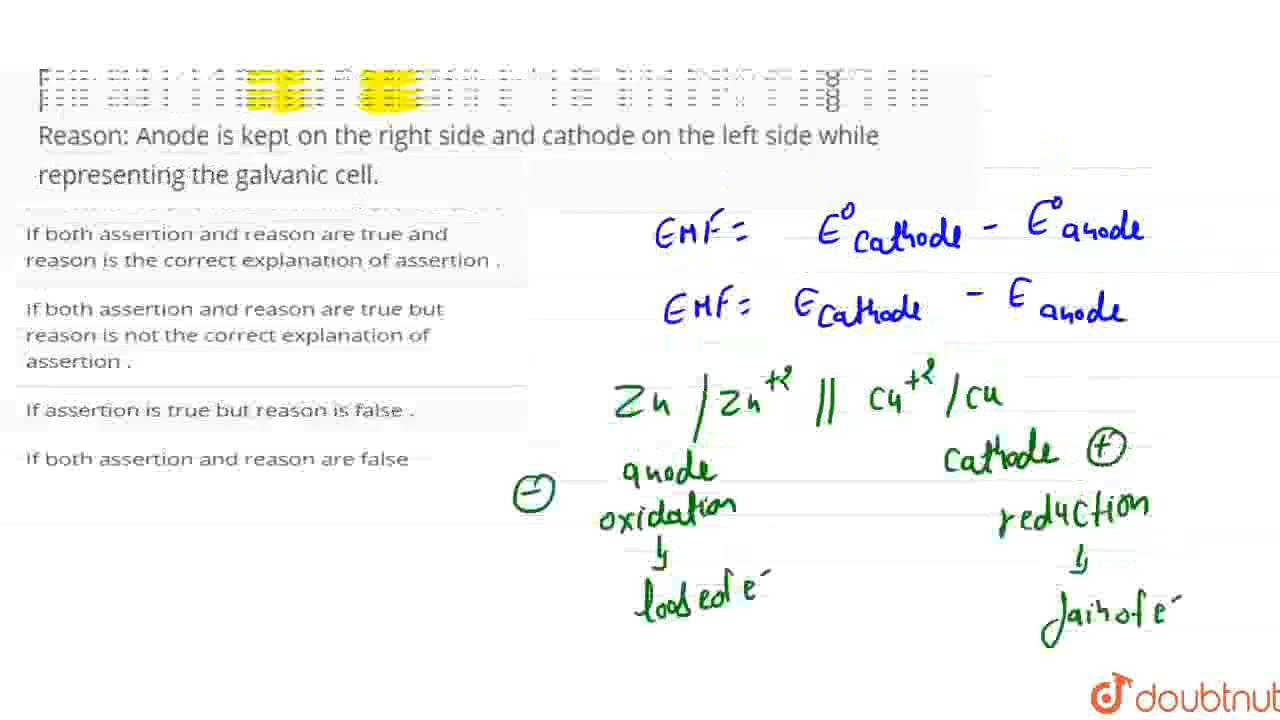 Reason: Anode is kept on the right side and cathode on the left side while
representing the galvanic cell.
If both assertion and reason are true and
reason is the correct explanation of assertion .
If both assertion and reason are true but
reason is not the correct explanation of
assertion .
If assertion is true but reason is false .
If both assertion and reason are false
EMF = E⁰cathode - E⁰anode
EMF = Ecathode - Eanode
Zn / Zn⁺² || Cu⁺² / Cu
anode cathode ⊕
⊖
oxidation reduction
e⁻ e⁻
doubtnut